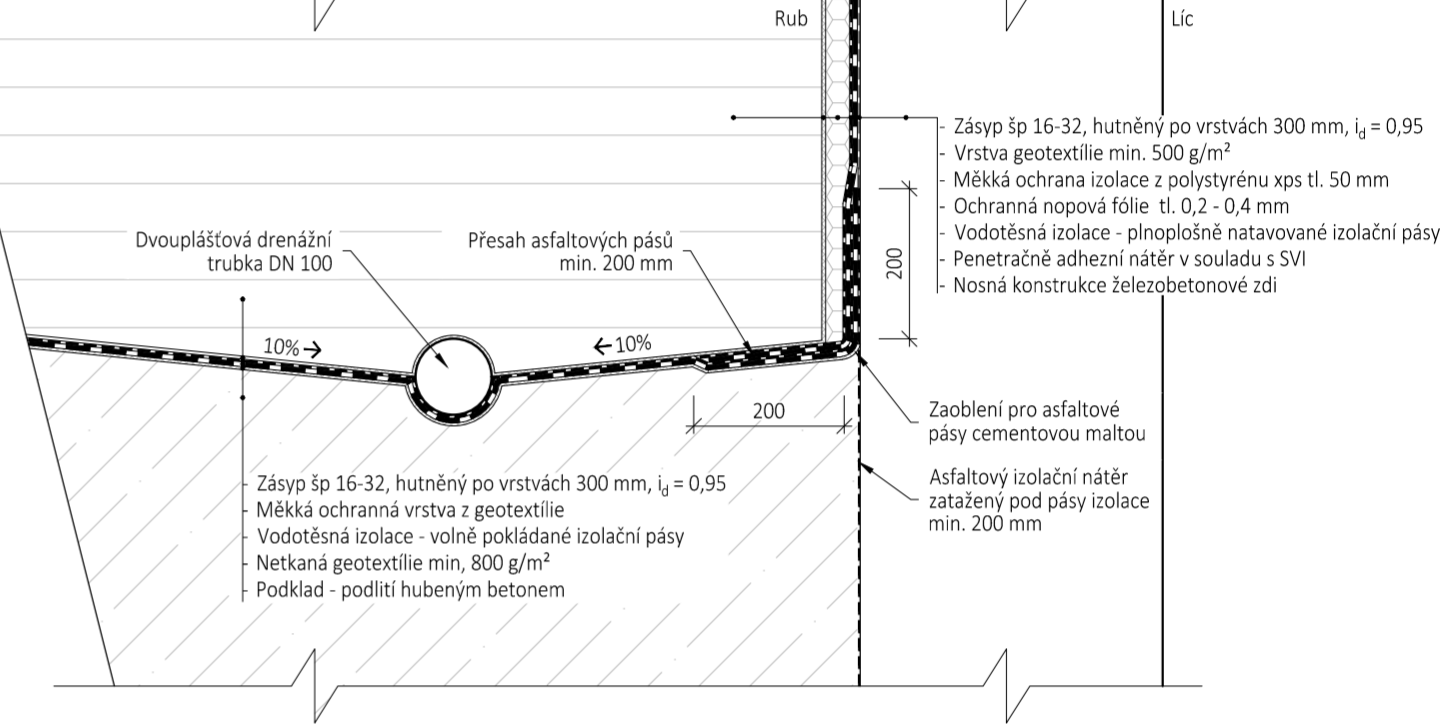 Rub
Líc
- Zásyp šp 16-32, hutněný po vrstvách 300 mm, i_d = 0,95
- Vrstva geotextílie min. 500 g/m²
- Měkká ochrana izolace z polystyrénu xps tl. 50 mm
- Ochranná nopová fólie tl. 0,2 - 0,4 mm
- Vodotěsná izolace - plnoplošně natavované izolační pásy
- Penetračně adhezní nátěr v souladu s SVI
- Nosná konstrukce železobetonové zdi
Dvouplášťová drenážní
trubka DN 100
Přesah asfaltových pásů
min. 200 mm
200
10% →
← 10%
200
Zaoblení pro asfaltové
pásy cementovou maltou
Asfaltový izolační nátěr
zatažený pod pásy izolace
min. 200 mm
- Zásyp šp 16-32, hutněný po vrstvách 300 mm, i_d = 0,95
- Měkká ochranná vrstva z geotextílie
- Vodotěsná izolace - volně pokládané izolační pásy
- Netkaná geotextílie min, 800 g/m²
- Podklad - podlití hubeným betonem